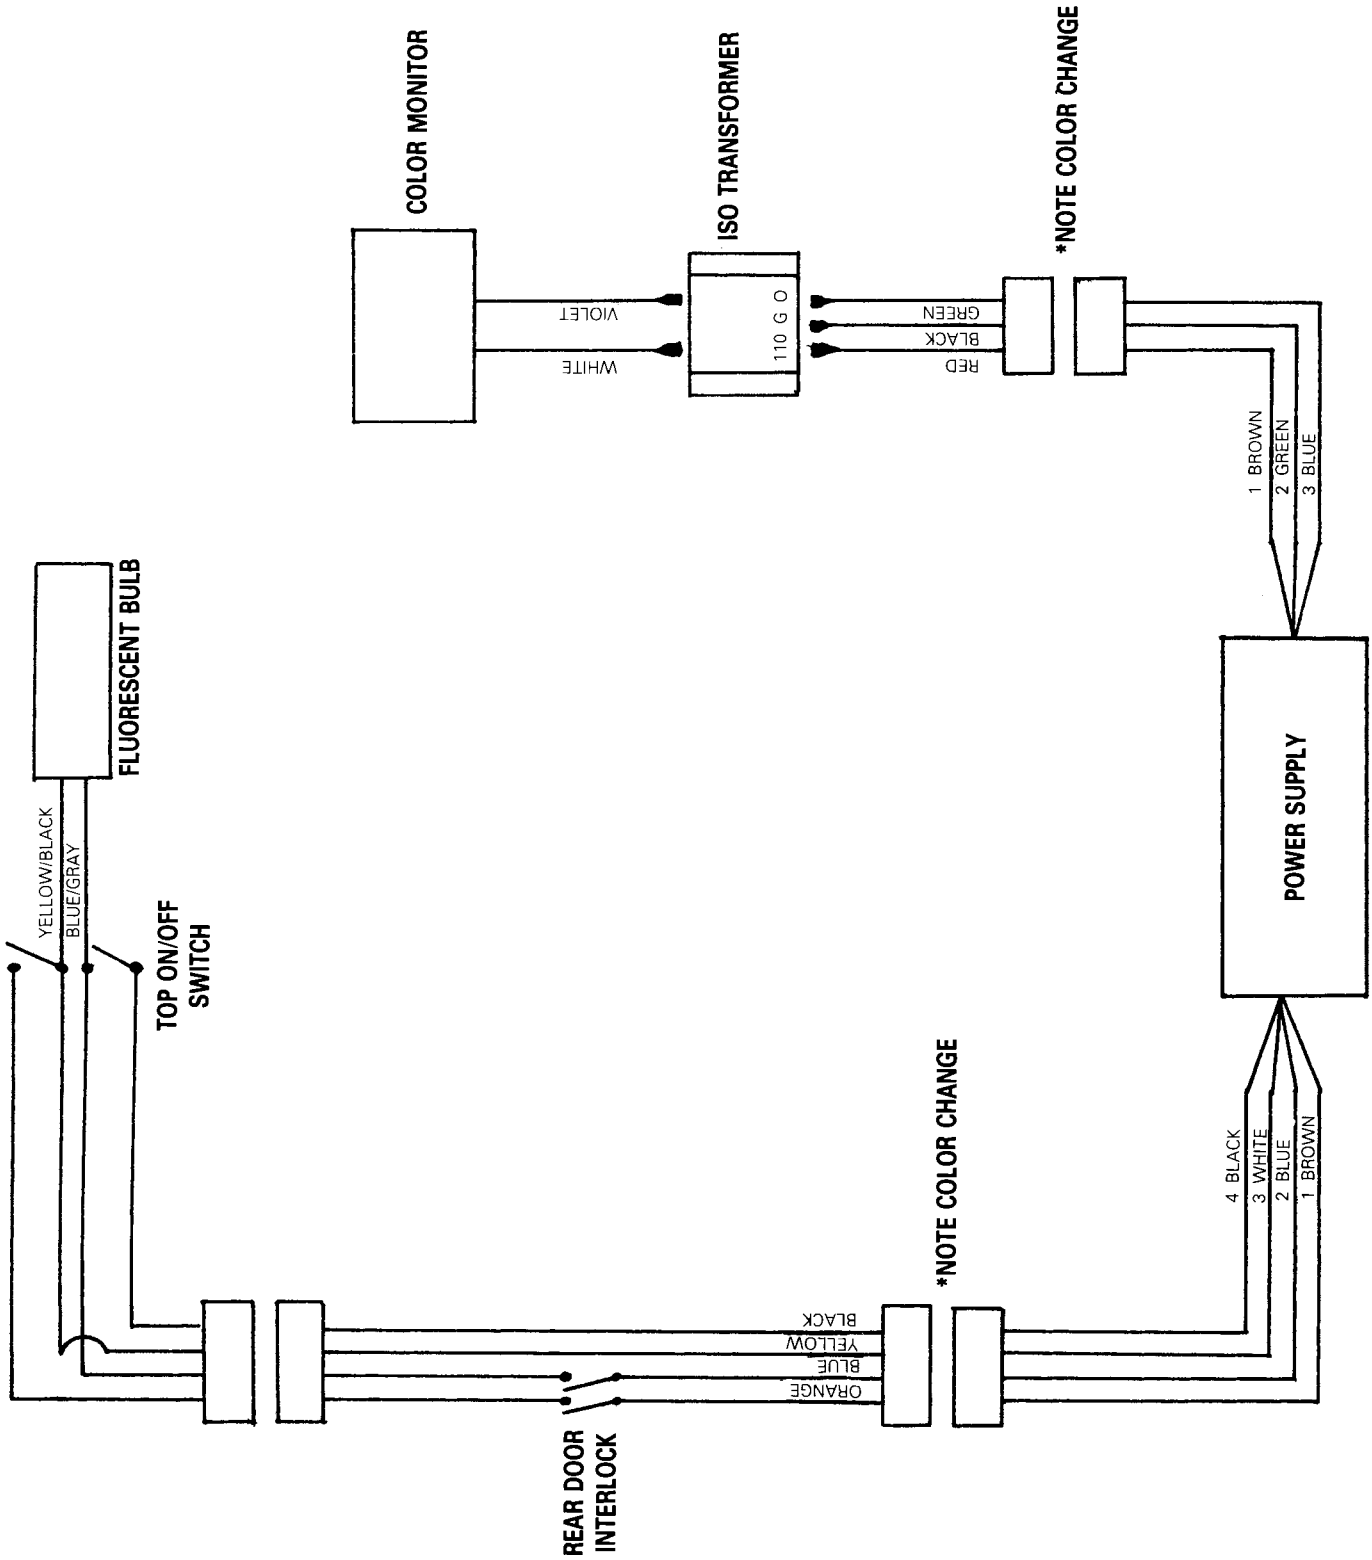 COLOR MONITOR
VIOLET
WHITE
ISO TRANSFORMER
110 G O
GREEN
BLACK
RED
*NOTE COLOR CHANGE
1 BROWN
2 GREEN
3 BLUE
FLUORESCENT BULB
YELLOW/BLACK
BLUE/GRAY
TOP ON/OFF
SWITCH
POWER SUPPLY
4 BLACK
3 WHITE
2 BLUE
1 BROWN
*NOTE COLOR CHANGE
BLACK
YELLOW
BLUE
ORANGE
REAR DOOR
INTERLOCK